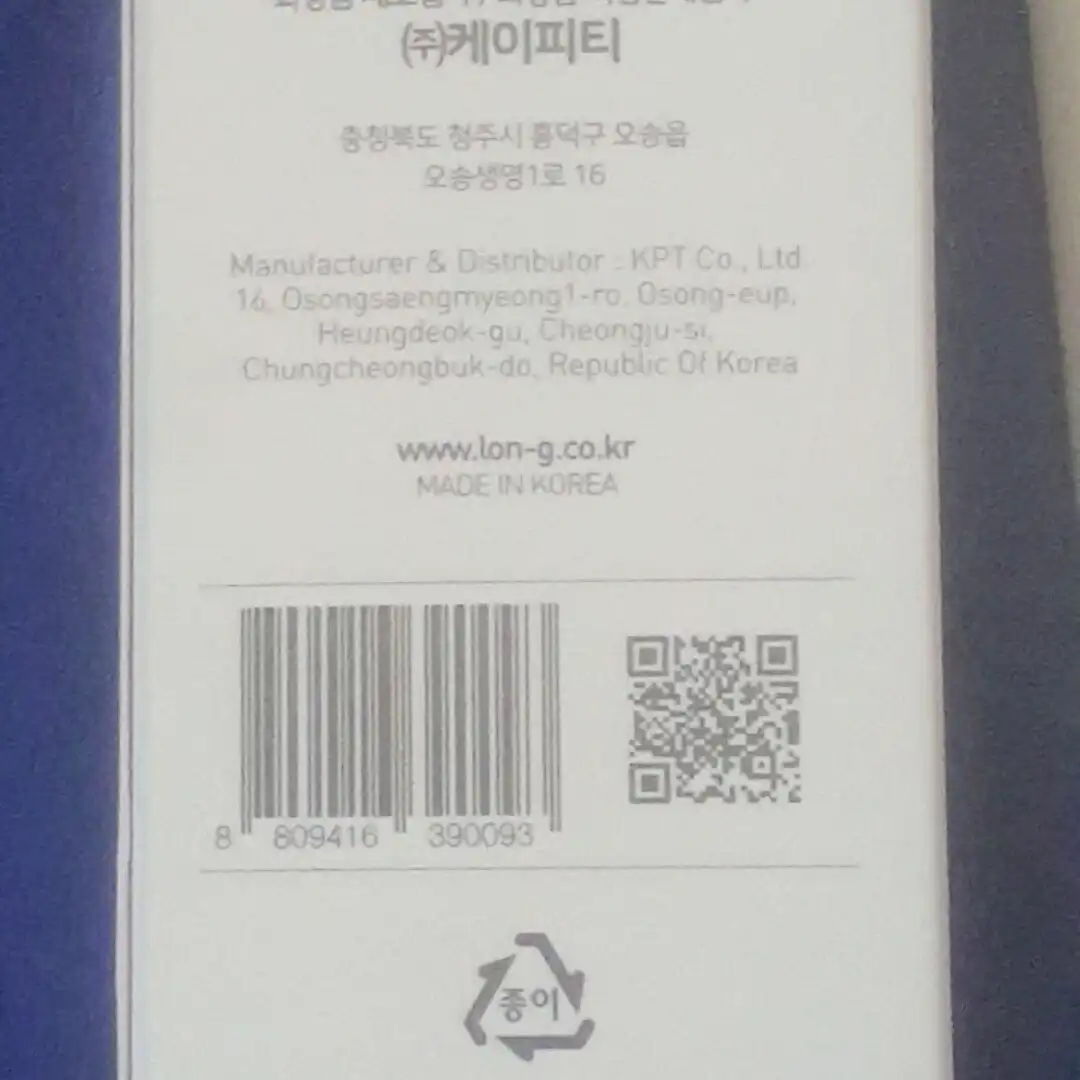 (주)케이피티
충청북도 청주시 흥덕구 오송읍
오송생명1로 16
Manufacturer & Distributor : KPT Co., Ltd
16, Osongsaengmyeong1-ro, Osong-eup,
Heungdeok-gu, Cheongju-si,
Chungcheongbuk-do, Republic Of Korea
www.lon-g.co.kr
MADE IN KOREA
8 809416 390093
종이